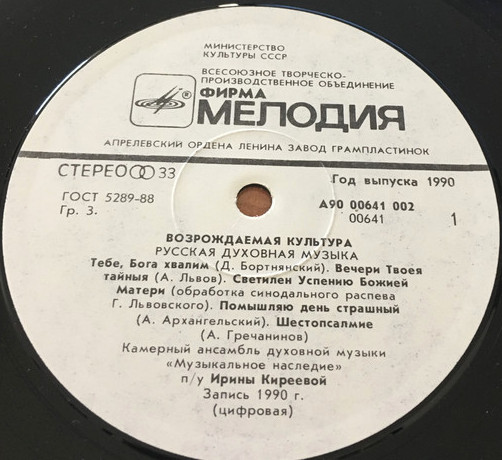 МИНИСТЕРСТВО
КУЛЬТУРЫ СССР
ВСЕСОЮЗНОЕ ТВОРЧЕСКО-
ПРОИЗВОДСТВЕННОЕ ОБЪЕДИНЕНИЕ
® ФИРМА
МЕЛОДИЯ
АПРЕЛЕВСКИЙ ОРДЕНА ЛЕНИНА ЗАВОД ГРАМПЛАСТИНОК
СТЕРЕО 33
Год выпуска 1990
ГОСТ 5289-88
А90 00641 002
Гр. 3.
00641 1
ВОЗРОЖДАЕМАЯ КУЛЬТУРА
РУССКАЯ ДУХОВНАЯ МУЗЫКА
Тебе, Бога хвалим (Д. Бортнянский). Вечери Твоея
тайныя (А. Львов). Светилен Успению Божией
Матери (обработка синодального распева
Г. Львовского). Помышляю день страшный
(А. Архангельский). Шестопсалмие
(А. Гречанинов)
Камерный ансамбль духовной музыки
«Музыкальное наследие»
п/у Ирины Киреевой
Запись 1990 г.
(цифровая)